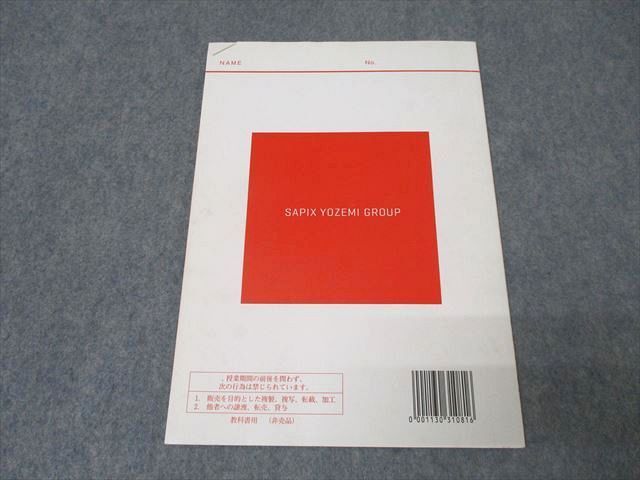 NAME No.
SAPIX YOZEMI GROUP
授業期間の前後を問わず、
次の行為は禁じられています。
1. 販売を目的とした複製、複写、転載、加工
2. 他者への譲渡、転売、貸与
教科書用 (非売品)
0 001130 310816